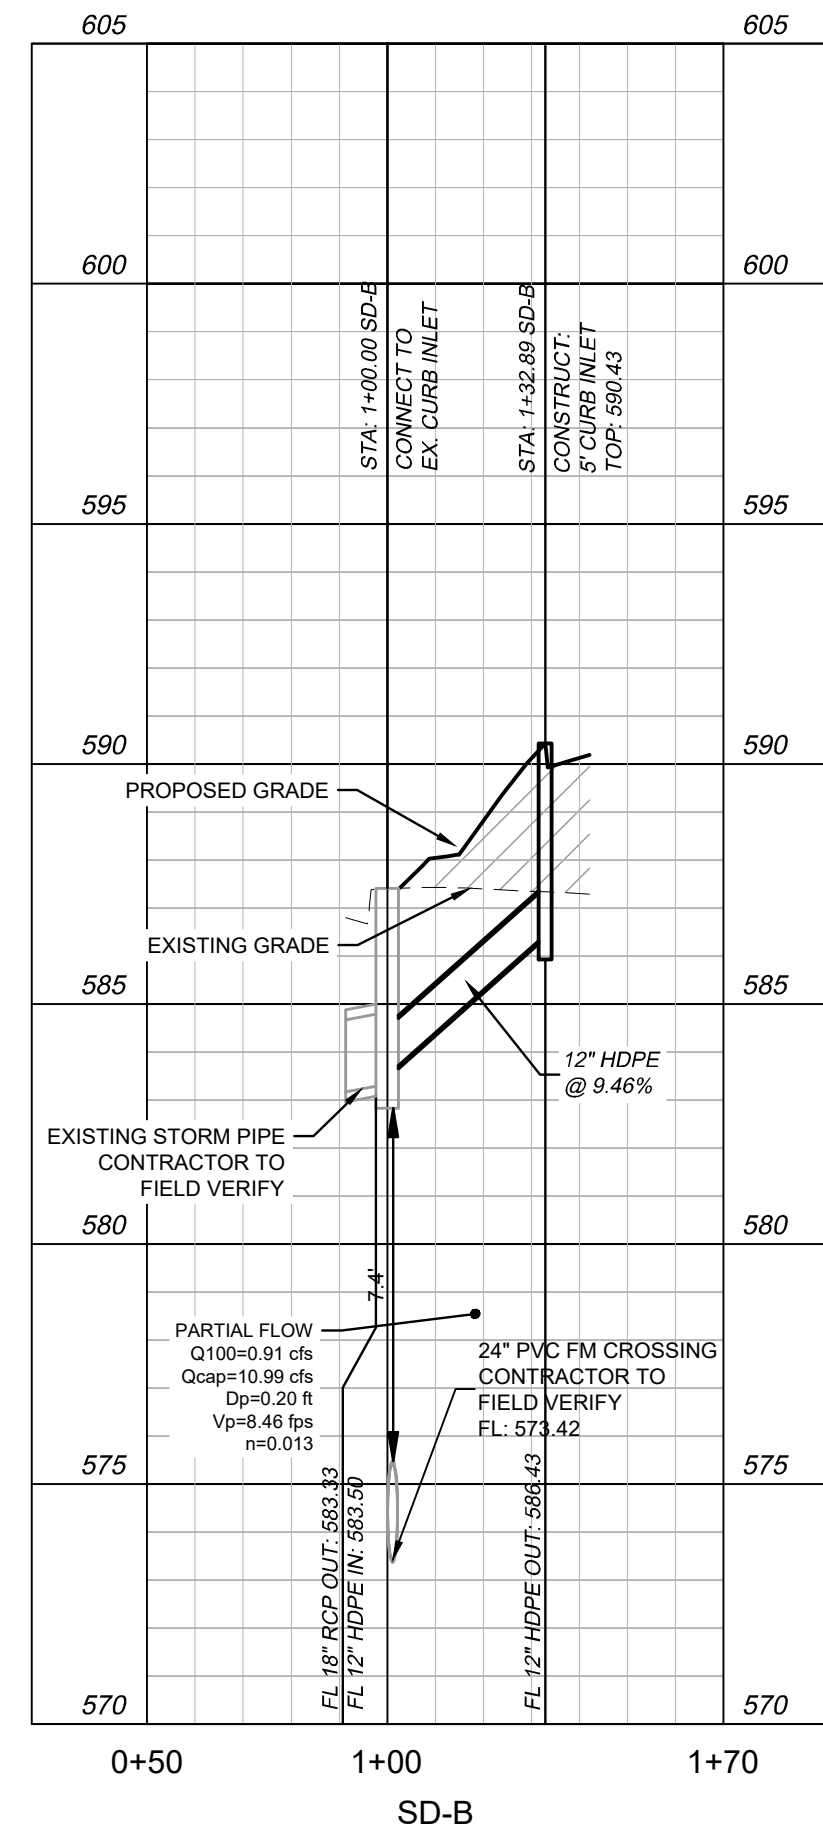 605
605
600
600
STA: 1+00.00 SD-B
CONNECT TO
EX. CURB INLET
STA: 1+32.89 SD-B
CONSTRUCT:
5' CURB INLET
TOP: 590.43
595
595
590
590
PROPOSED GRADE
EXISTING GRADE
585
585
12" HDPE
@ 9.46%
EXISTING STORM PIPE
CONTRACTOR TO
FIELD VERIFY
580
580
7.4'
PARTIAL FLOW
Q100=0.91 cfs
Qcap=10.99 cfs
Dp=0.20 ft
Vp=8.46 fps
n=0.013
24" PVC FM CROSSING
CONTRACTOR TO
FIELD VERIFY
FL: 573.42
575
575
FL 18" RCP OUT: 583.33
FL 12" HDPE IN: 583.50
FL 12" HDPE OUT: 586.43
570
570
0+50
1+00
1+70
SD-B